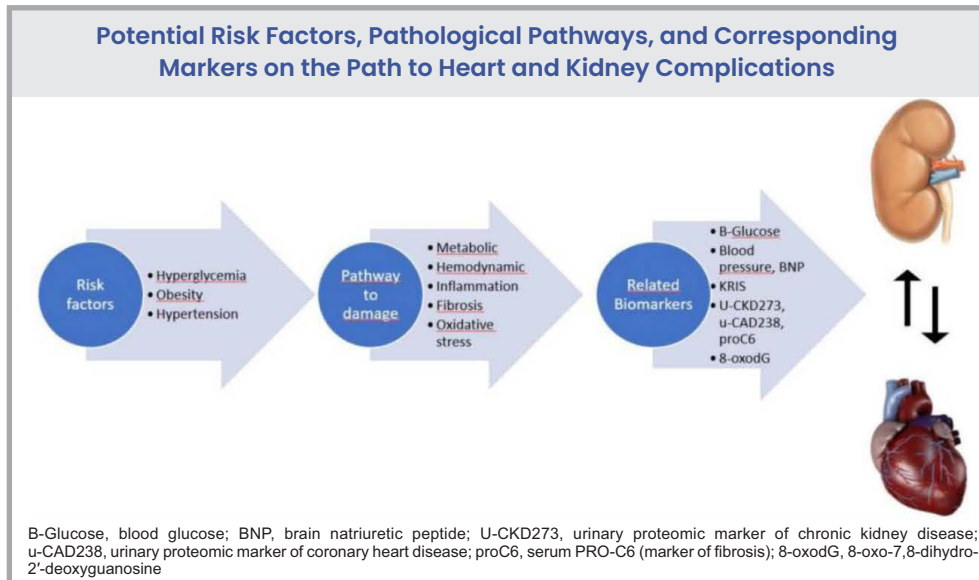 Potential Risk Factors, Pathological Pathways, and Corresponding
Markers on the Path to Heart and Kidney Complications
Risk
factors
• Hyperglycemia
• Obesity
• Hypertension
Pathway
to
damage
• Metabolic
• Hemodynamic
• Inflammation
• Fibrosis
• Oxidative
stress
Related
Biomarkers
• B-Glucose
• Blood
pressure, BNP
• KRIS
• U-CKD273,
u-CAD238,
proC6
• 8-oxodG
B-Glucose, blood glucose; BNP, brain natriuretic peptide; U-CKD273, urinary proteomic marker of chronic kidney disease;
u-CAD238, urinary proteomic marker of coronary heart disease; proC6, serum PRO-C6 (marker of fibrosis); 8-oxodG, 8-oxo-7,8-dihydro-
2′-deoxyguanosine